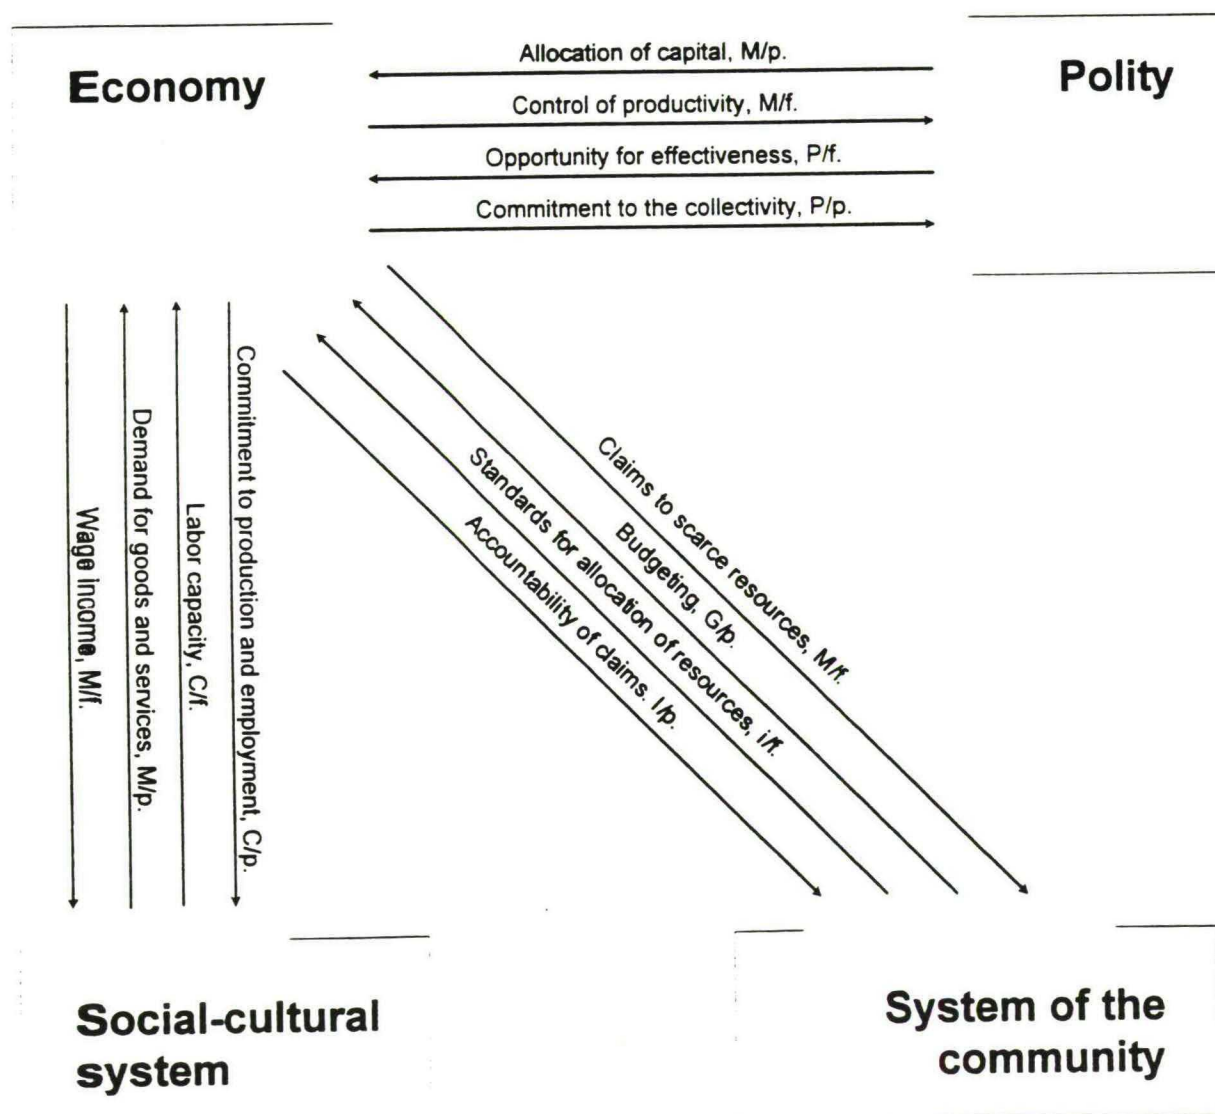 Economy
Allocation of capital, M/p.
Polity
Control of productivity, M/f.
Opportunity for effectiveness, P/f.
Commitment to the collectivity, P/p.
Wage income, M/f.
Demand for goods and services, M/p.
Labor capacity, C/f.
Commitment to production and employment, C/p.
Claims to scarce resources, M/f.
Budgeting, G/p.
Standards for allocation of resources, i/f.
Accountability of claims. I/p.
Social-cultural
system
System of the
community